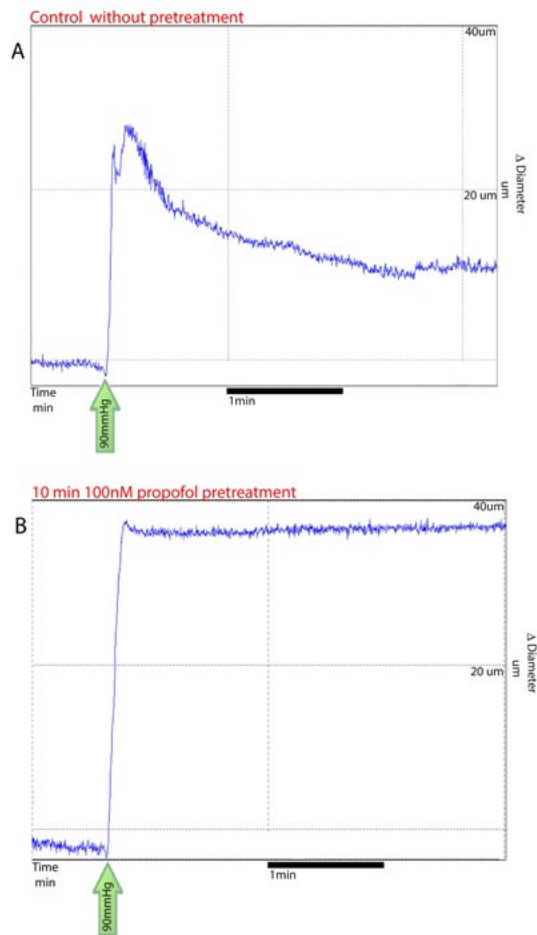 Control without pretreatment
A
40um
Δ Diameter
um
20 um
Time
min
1min
90mmHg
10 min 100nM propofol pretreatment
B
40um
Δ Diameter
um
20 um
Time
min
1min
90mmHg